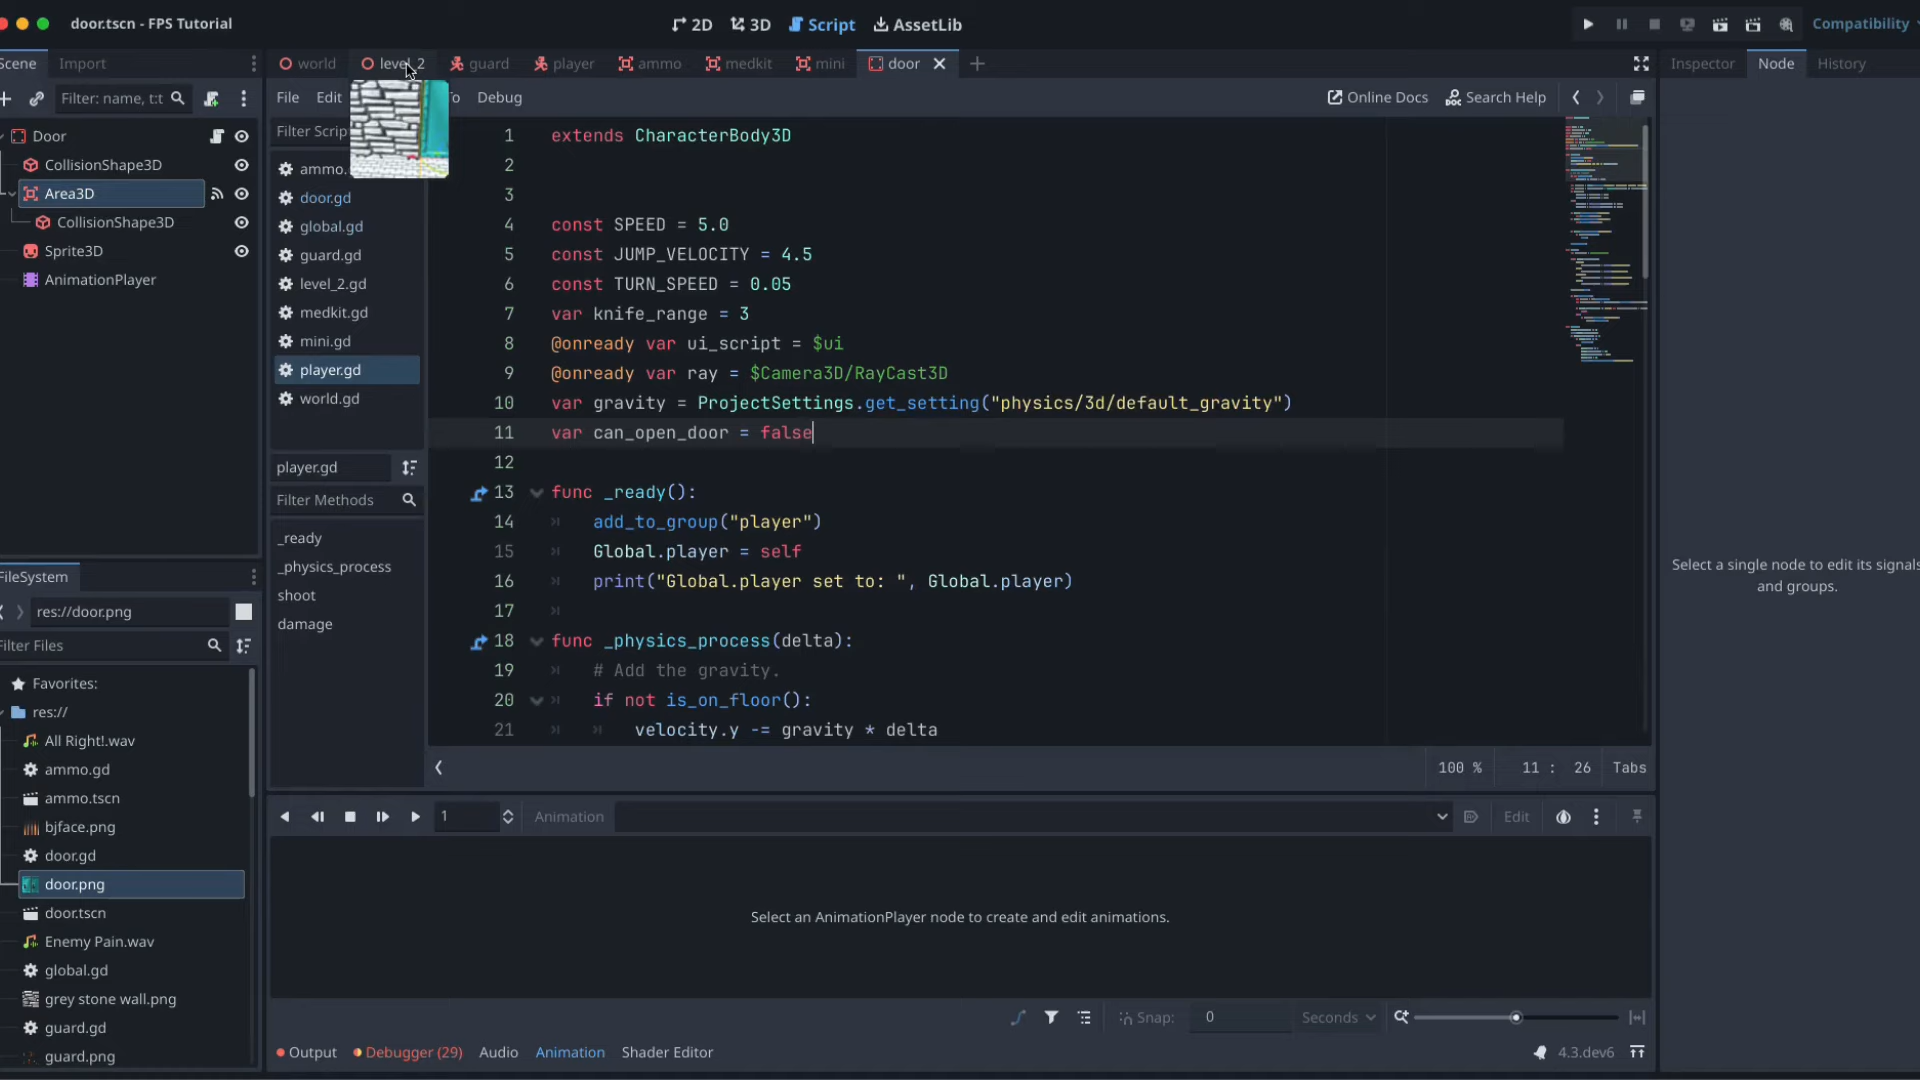 door.tscn - FPS Tutorial
2D
3D
Script
AssetLib
Compatibility
Scene
Import
world
level_2
guard
player
ammo
medkit
mini
door
Inspector
Node
History
Filter: name, t:t
File
Edit
Debug
Online Docs
Search Help
Door
CollisionShape3D
Area3D
CollisionShape3D
Sprite3D
AnimationPlayer
ammo.
door.gd
global.gd
guard.gd
level_2.gd
medkit.gd
mini.gd
player.gd
world.gd
player.gd
Filter Methods
_ready
_physics_process
shoot
damage
1 extends CharacterBody3D
2
3
4 const SPEED = 5.0
5 const JUMP_VELOCITY = 4.5
6 const TURN_SPEED = 0.05
7 var knife_range = 3
8 @onready var ui_script = $ui
9 @onready var ray = $Camera3D/RayCast3D
10 var gravity = ProjectSettings.get_setting("physics/3d/default_gravity")
11 var can_open_door = false
12
13 func _ready():
14 add_to_group("player")
15 Global.player = self
16 print("Global.player set to: ", Global.player)
17
18 func _physics_process(delta):
19 # Add the gravity.
20 if not is_on_floor():
21 velocity.y -= gravity * delta
100 %
11 : 26
Tabs
Select a single node to edit its signals
and groups.
FileSystem
res://door.png
Filter Files
Favorites:
res://
All Right!.wav
ammo.gd
ammo.tscn
bjface.png
door.gd
door.png
door.tscn
Enemy Pain.wav
global.gd
grey stone wall.png
guard.gd
guard.png
1
Animation
Edit
Select an AnimationPlayer node to create and edit animations.
Snap:
0
Seconds
Output
Debugger (29)
Audio
Animation
Shader Editor
4.3.dev6